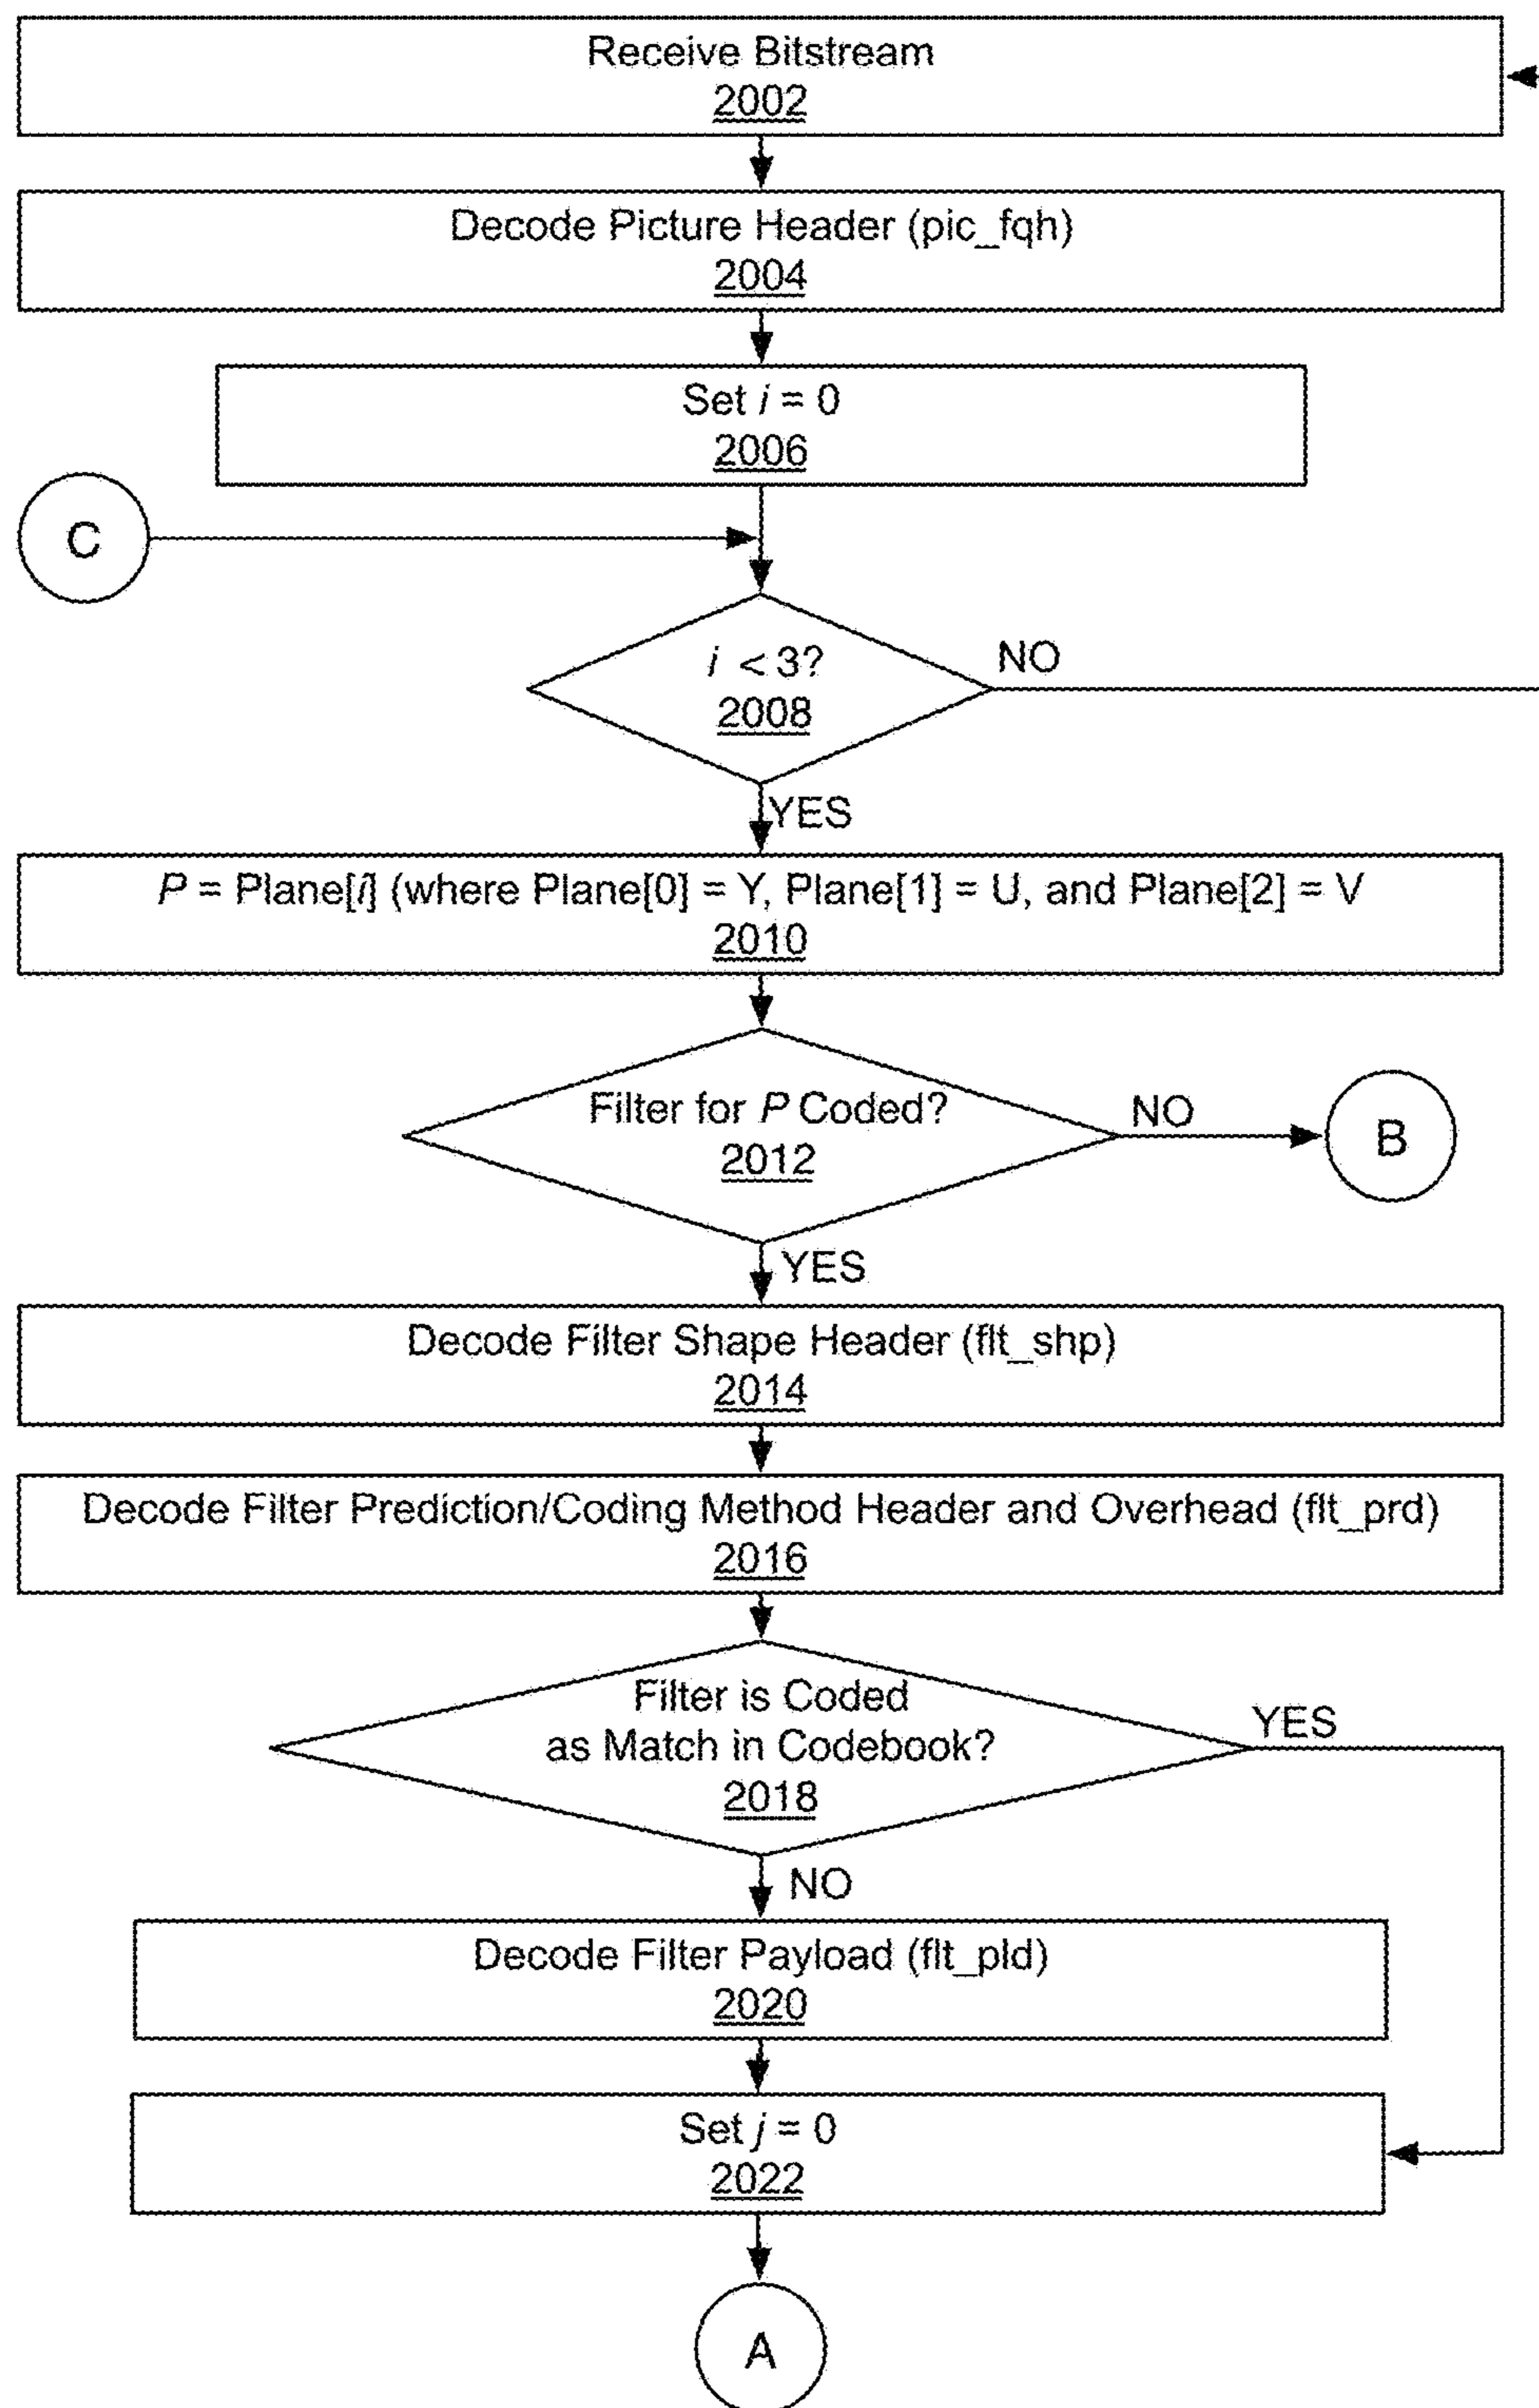 Receive Bitstream
2002
Decode Picture Header (pic_fqh)
2004
Set i = 0
2006
C
i < 3?
2008
NO
YES
P = Plane[i] (where Plane[0] = Y, Plane[1] = U, and Plane[2] = V
2010
Filter for P Coded?
2012
NO
B
YES
Decode Filter Shape Header (flt_shp)
2014
Decode Filter Prediction/Coding Method Header and Overhead (flt_prd)
2016
Filter is Coded
as Match in Codebook?
2018
YES
NO
Decode Filter Payload (flt_pld)
2020
Set j = 0
2022
A